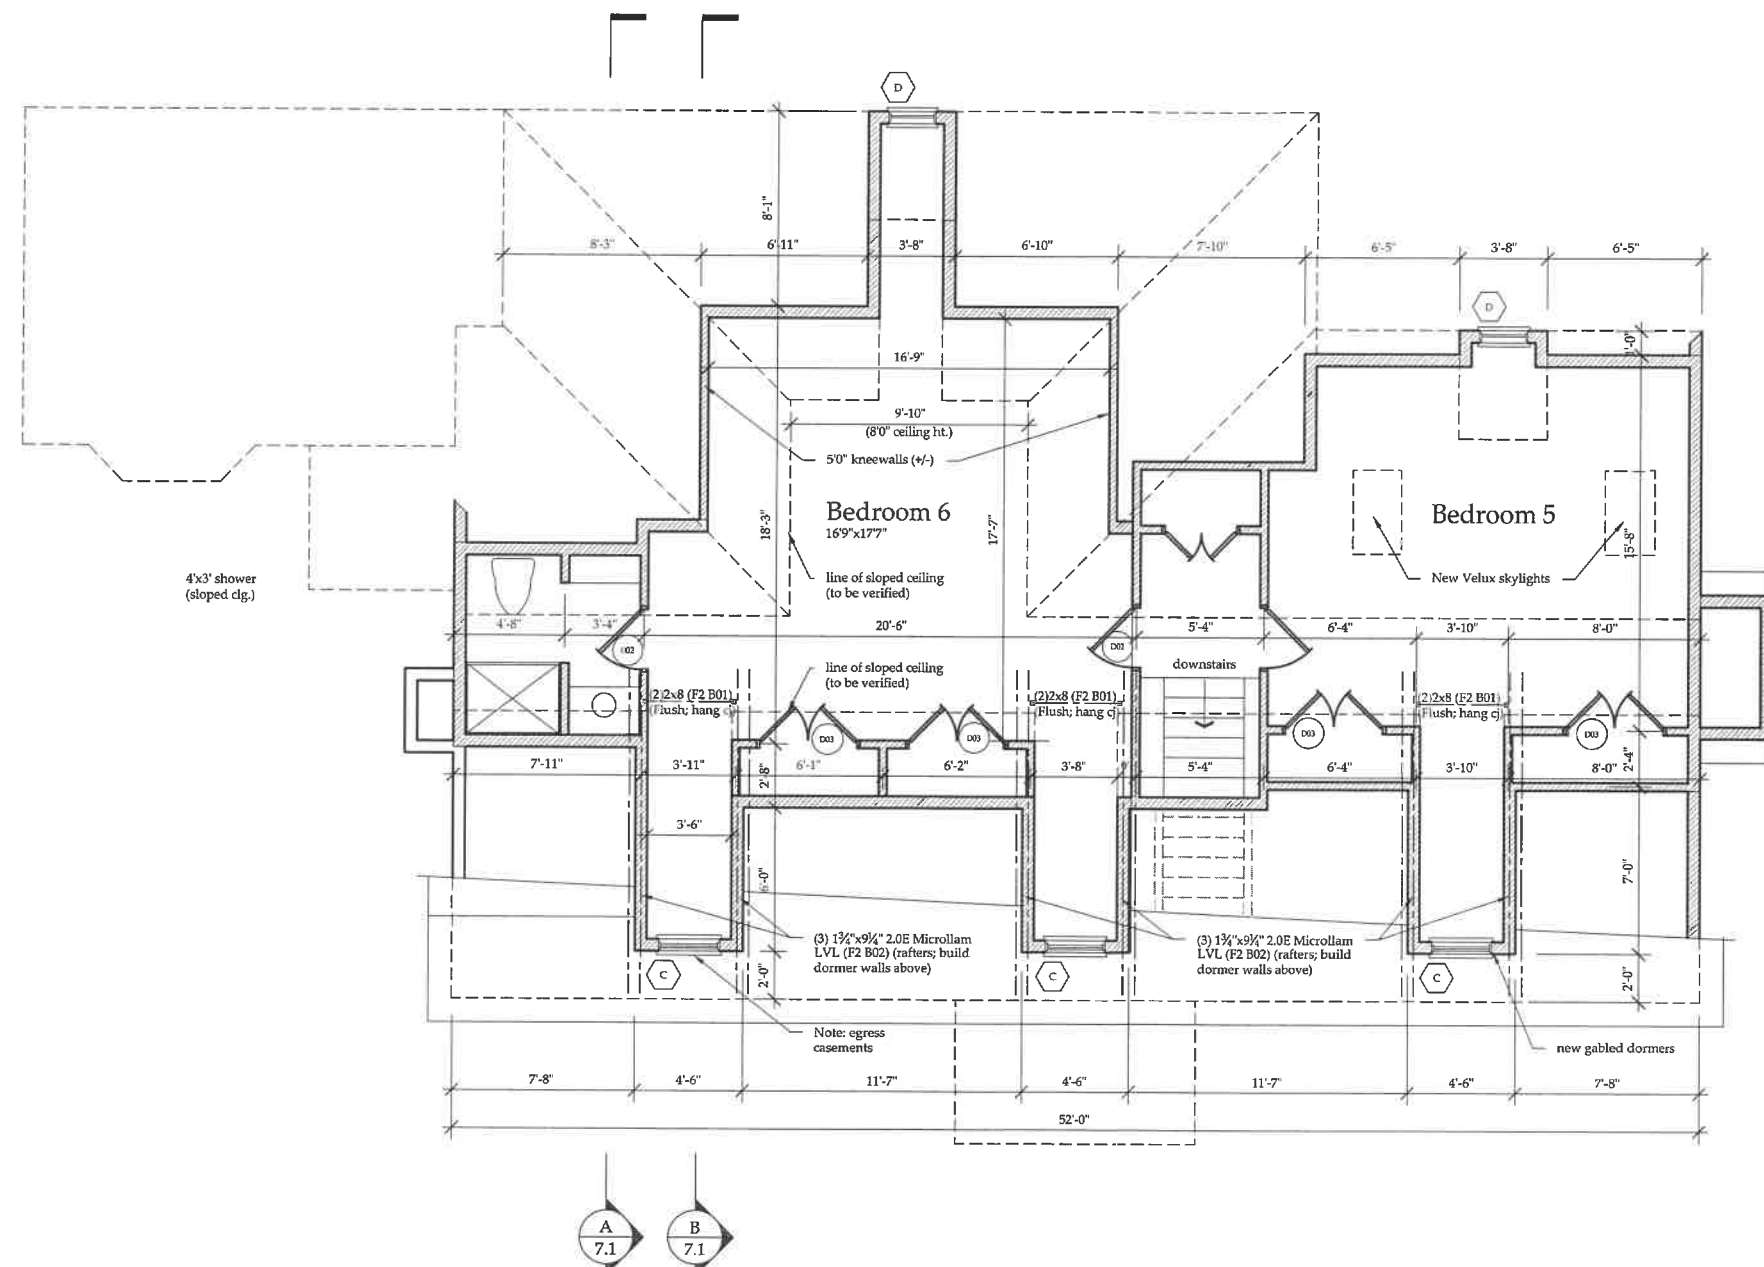 D
8'-1"
8'-3"
6'-11"
3'-8"
6'-10"
7'-10"
6'-5"
3'-8"
6'-5"
D
1'-0"
16'-9"
9'-10"
(8'0" ceiling ht.)
5'0" kneewalls (+/-)
Bedroom 6
16'9"x17'7"
18'-3"
17'-7"
Bedroom 5
15'-8"
4'x3' shower
(sloped clg.)
line of sloped ceiling
(to be verified)
New Velux skylights
4'-8"
3'-4"
20'-6"
5'-4"
6'-4"
3'-10"
8'-0"
D02
D02
downstairs
line of sloped ceiling
(to be verified)
(2)2x8 (F2 B01)
(Flush; hang cj
(2)2x8 (F2 B01)
Flush; hang cj
(2)2x8 (F2 B01)
(Flush; hang cj
D03
D03
D03
D03
7'-11"
3'-11"
2'-8"
6'-1"
6'-2"
3'-8"
5'-4"
6'-4"
3'-10"
8'-0"
2'-4"
3'-6"
6'-0"
7'-0"
(3) 1¾"x9¼" 2.0E Microllam
LVL (F2 B02) (rafters; build
dormer walls above)
(3) 1¾"x9¼" 2.0E Microllam
LVL (F2 B02) (rafters; build
dormer walls above)
C
2'-0"
C
C
2'-0"
Note: egress
casements
new gabled dormers
7'-8"
4'-6"
11'-7"
4'-6"
11'-7"
4'-6"
7'-8"
52'-0"
A
7.1
B
7.1